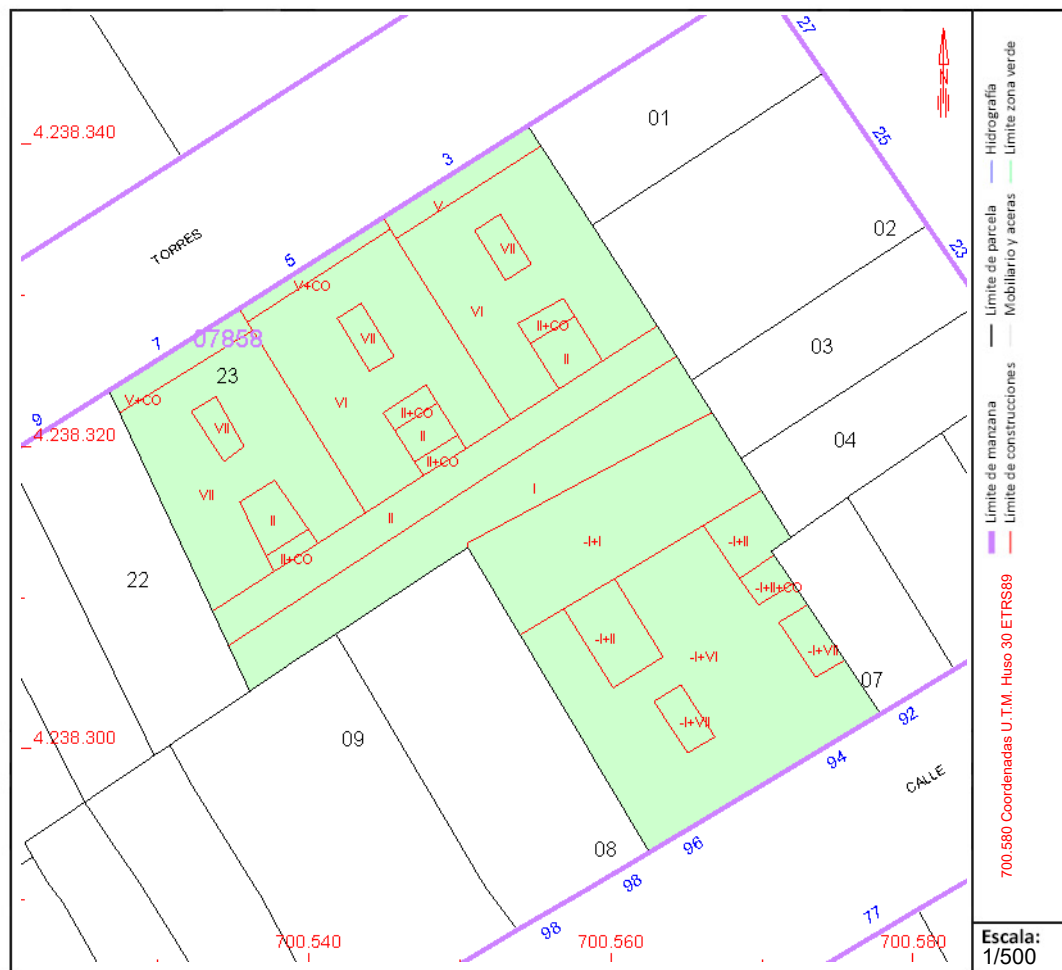 27
01
25
4.238.340
3
V
02
TORRES
VII
23
5
V+CO
VI
II+CO
07858
VII
7
03
II
23
V+CO
VI
II+CO
9
VII
II
4.238.320
04
II+CO
I
VII
II
II
-I+I
-I+II
II+CO
22
-I+II+CO
-I+II
-I+VI
-I+VII
07
92
-I+VII
09
4.238.300
94
CALLE
08
96
98
77
98
700.540
700.560
700.580
N
Límite de manzana
Límite de parcela
Hidrografía
Límite de construcciones
Mobiliario y aceras
Límite zona verde
700.580 Coordenadas U.T.M. Huso 30 ETRS89
Escala:
1/500